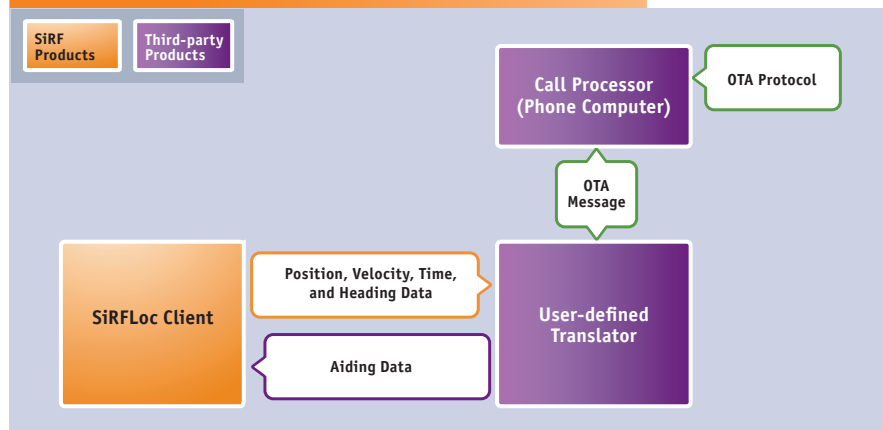 SiRF
Products
Third-party
Products
Call Processor
(Phone Computer)
OTA Protocol
OTA
Message
SiRFLoc Client
Position, Velocity, Time,
and Heading Data
Aiding Data
User-defined
Translator